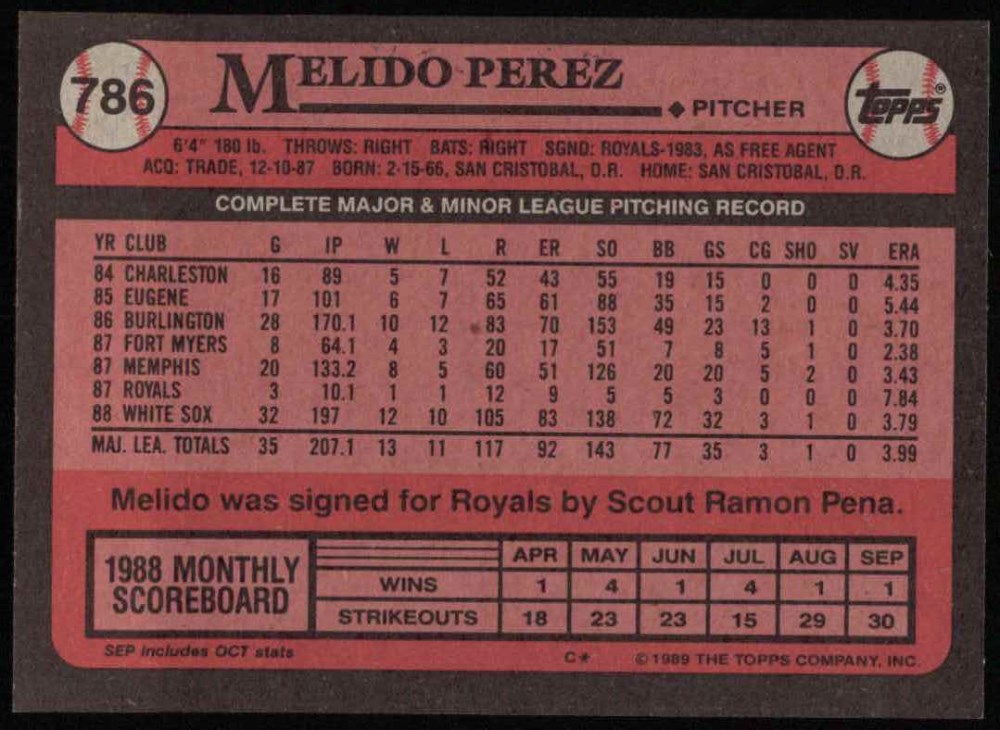 786
MELIDO PEREZ
◆ PITCHER
TOPPS®
6'4" 180 lb. THROWS: RIGHT BATS: RIGHT SGND: ROYALS-1983, AS FREE AGENT
ACQ: TRADE, 12-10-87 BORN: 2-15-66, SAN CRISTOBAL, D.R. HOME: SAN CRISTOBAL, D.R.
COMPLETE MAJOR & MINOR LEAGUE PITCHING RECORD
YR CLUB G IP W L R ER SO BB GS CG SHO SV ERA
84 CHARLESTON 16 89 5 7 52 43 55 19 15 0 0 0 4.35
85 EUGENE 17 101 6 7 65 61 88 35 15 2 0 0 5.44
86 BURLINGTON 28 170.1 10 12 83 70 153 49 23 13 1 0 3.70
87 FORT MYERS 8 64.1 4 3 20 17 51 7 8 5 1 0 2.38
87 MEMPHIS 20 133.2 8 5 60 51 126 20 20 5 2 0 3.43
87 ROYALS 3 10.1 1 1 12 9 5 5 3 0 0 0 7.84
88 WHITE SOX 32 197 12 10 105 83 138 72 32 3 1 0 3.79
MAJ. LEA. TOTALS 35 207.1 13 11 117 92 143 77 35 3 1 0 3.99
Melido was signed for Royals by Scout Ramon Pena.
1988 MONTHLY
SCOREBOARD
APR MAY JUN JUL AUG SEP
WINS 1 4 1 4 1 1
STRIKEOUTS 18 23 23 15 29 30
SEP includes OCT stats
C* © 1989 THE TOPPS COMPANY, INC.